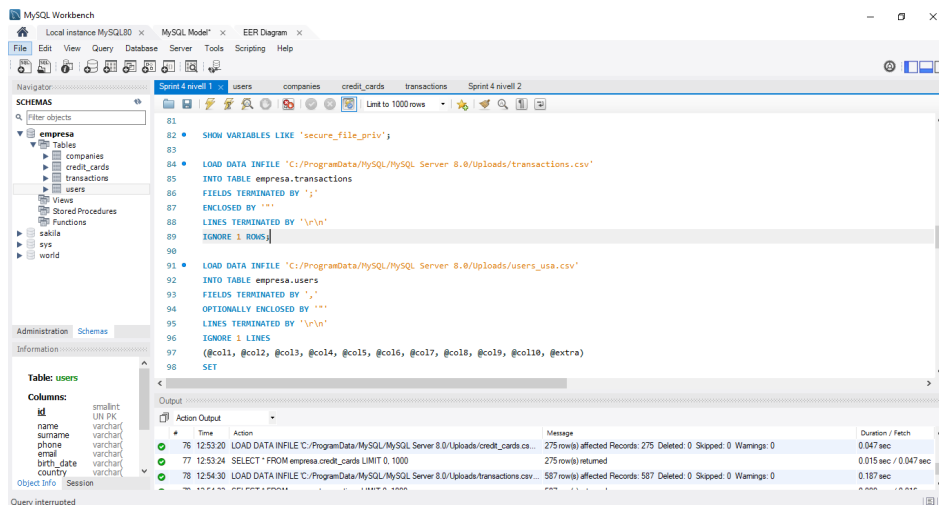 MySQL Workbench
Local instance MySQL80 × MySQL Model* × EER Diagram ×
File Edit View Query Database Server Tools Scripting Help
Navigator
SCHEMAS
Filter objects
empresa
Tables
companies
credit_cards
transactions
users
Views
Stored Procedures
Functions
sakila
sys
world
Administration Schemas
Information
Table: users
Columns:
id smallint UN PK
name varchar(
surname varchar(
phone varchar(
email varchar(
birth_date varchar(
country varchar(
Object Info Session
Query interrupted
Sprint 4 nivell 1 × users companies credit_cards transactions Sprint 4 nivell 2
Limit to 1000 rows
81
82 SHOW VARIABLES LIKE 'secure_file_priv';
83
84 LOAD DATA INFILE 'C:/ProgramData/MySQL/MySQL Server 8.0/Uploads/transactions.csv'
85 INTO TABLE empresa.transactions
86 FIELDS TERMINATED BY ';'
87 ENCLOSED BY '"'
88 LINES TERMINATED BY '\r\n'
89 IGNORE 1 ROWS;
90
91 LOAD DATA INFILE 'C:/ProgramData/MySQL/MySQL Server 8.0/Uploads/users_usa.csv'
92 INTO TABLE empresa.users
93 FIELDS TERMINATED BY ','
94 OPTIONALLY ENCLOSED BY '"'
95 LINES TERMINATED BY '\r\n'
96 IGNORE 1 LINES
97 (@col1, @col2, @col3, @col4, @col5, @col6, @col7, @col8, @col9, @col10, @extra)
98 SET
Output
Action Output
# Time Action Message Duration / Fetch
76 12:53:20 LOAD DATA INFILE 'C:/ProgramData/MySQL/MySQL Server 8.0/Uploads/credit_cards.ca... 275 row(s) affected Records: 275 Deleted: 0 Skipped: 0 Warnings: 0 0.047 sec
77 12:53:24 SELECT * FROM empresa.credit_cards LIMIT 0, 1000 275 row(s) returned 0.015 sec / 0.047 sec
78 12:54:30 LOAD DATA INFILE 'C:/ProgramData/MySQL/MySQL Server 8.0/Uploads/transactions.csv... 587 row(s) affected Records: 587 Deleted: 0 Skipped: 0 Warnings: 0 0.187 sec